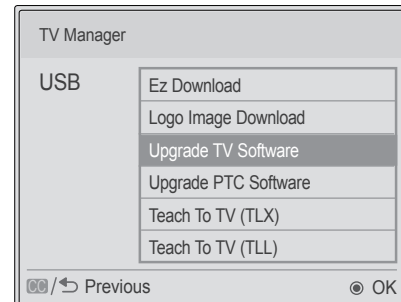 TV Manager
USB
Ez Download
Logo Image Download
Upgrade TV Software
Upgrade PTC Software
Teach To TV (TLX)
Teach To TV (TLL)
CC/ Previous
OK